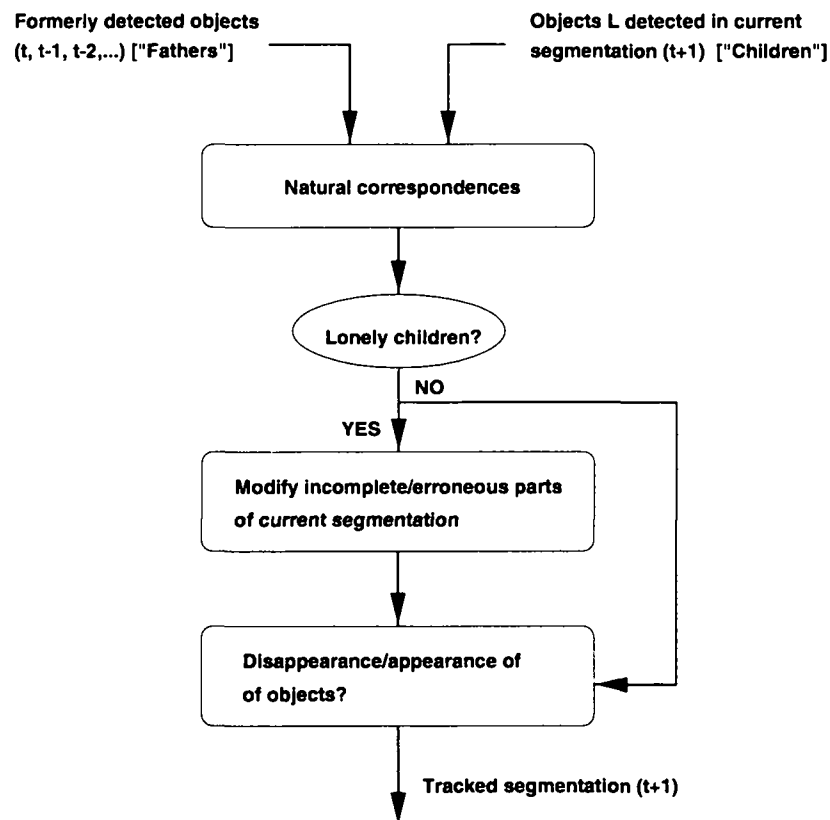 Formerly detected objects
(t, t-1, t-2,...) ["Fathers"]
Objects L detected in current
segmentation (t+1) ["Children"]
Natural correspondences
Lonely children?
NO
YES
Modify incomplete/erroneous parts
of current segmentation
Disappearance/appearance of
of objects?
Tracked segmentation (t+1)